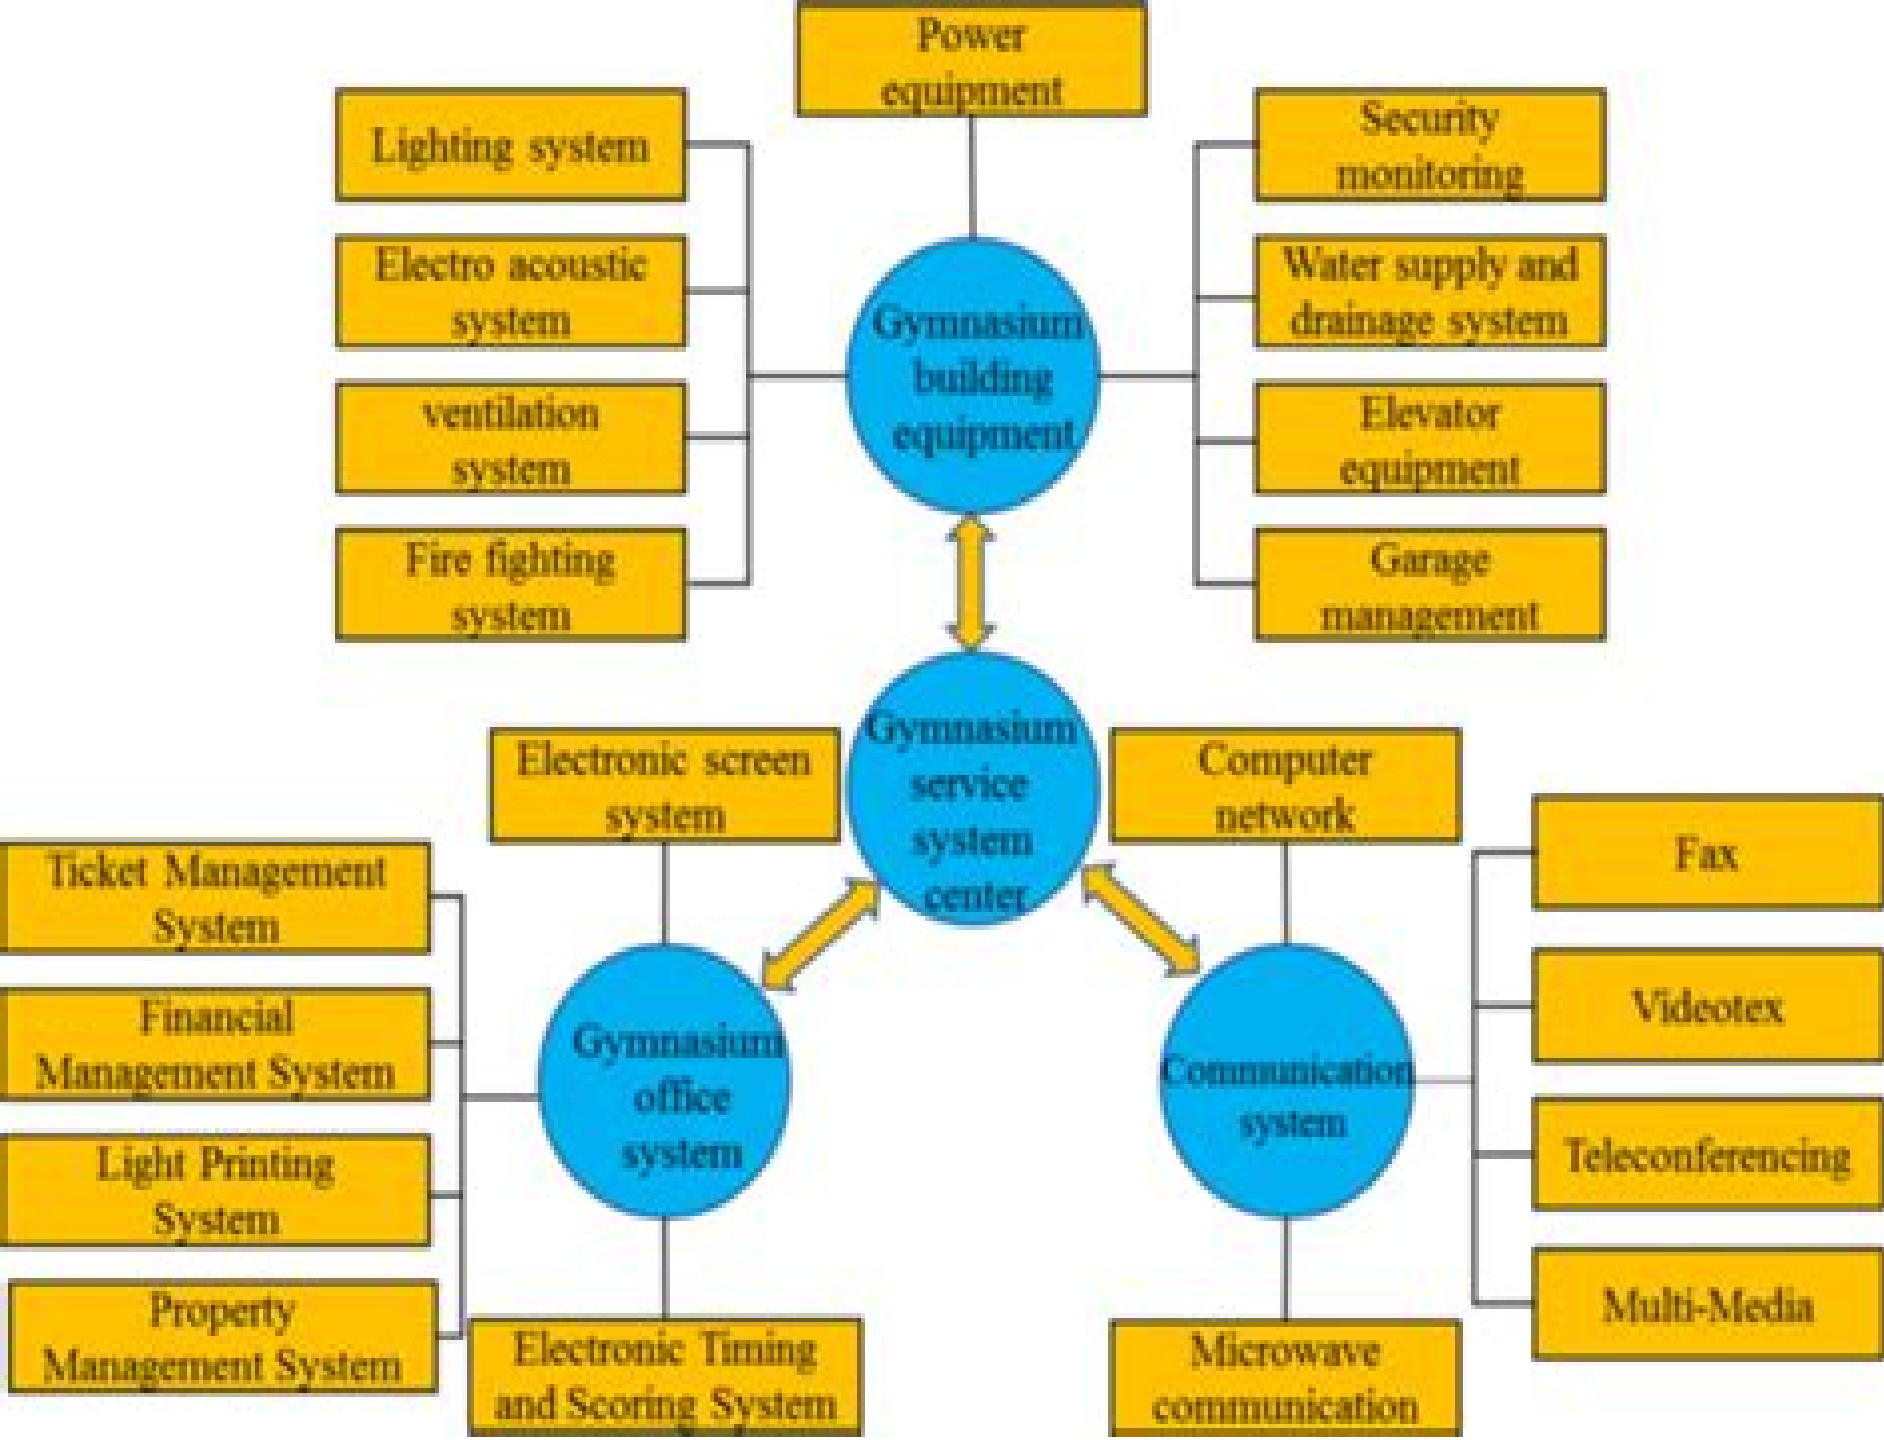 Power
equipment
Lighting system
Electro acoustic
system
ventilation
system
Fire fighting
system
Gymnasium
building
equipment
Security
monitoring
Water supply and
drainage system
Elevator
equipment
Garage
management
Gymnasium
service
system
center
Electronic screen
system
Ticket Management
System
Financial
Management System
Light Printing
System
Property
Management System
Gymnasium
office
system
Electronic Timing
and Scoring System
Computer
network
Communication
system
Microwave
communication
Fax
Videotex
Teleconferencing
Multi-Media